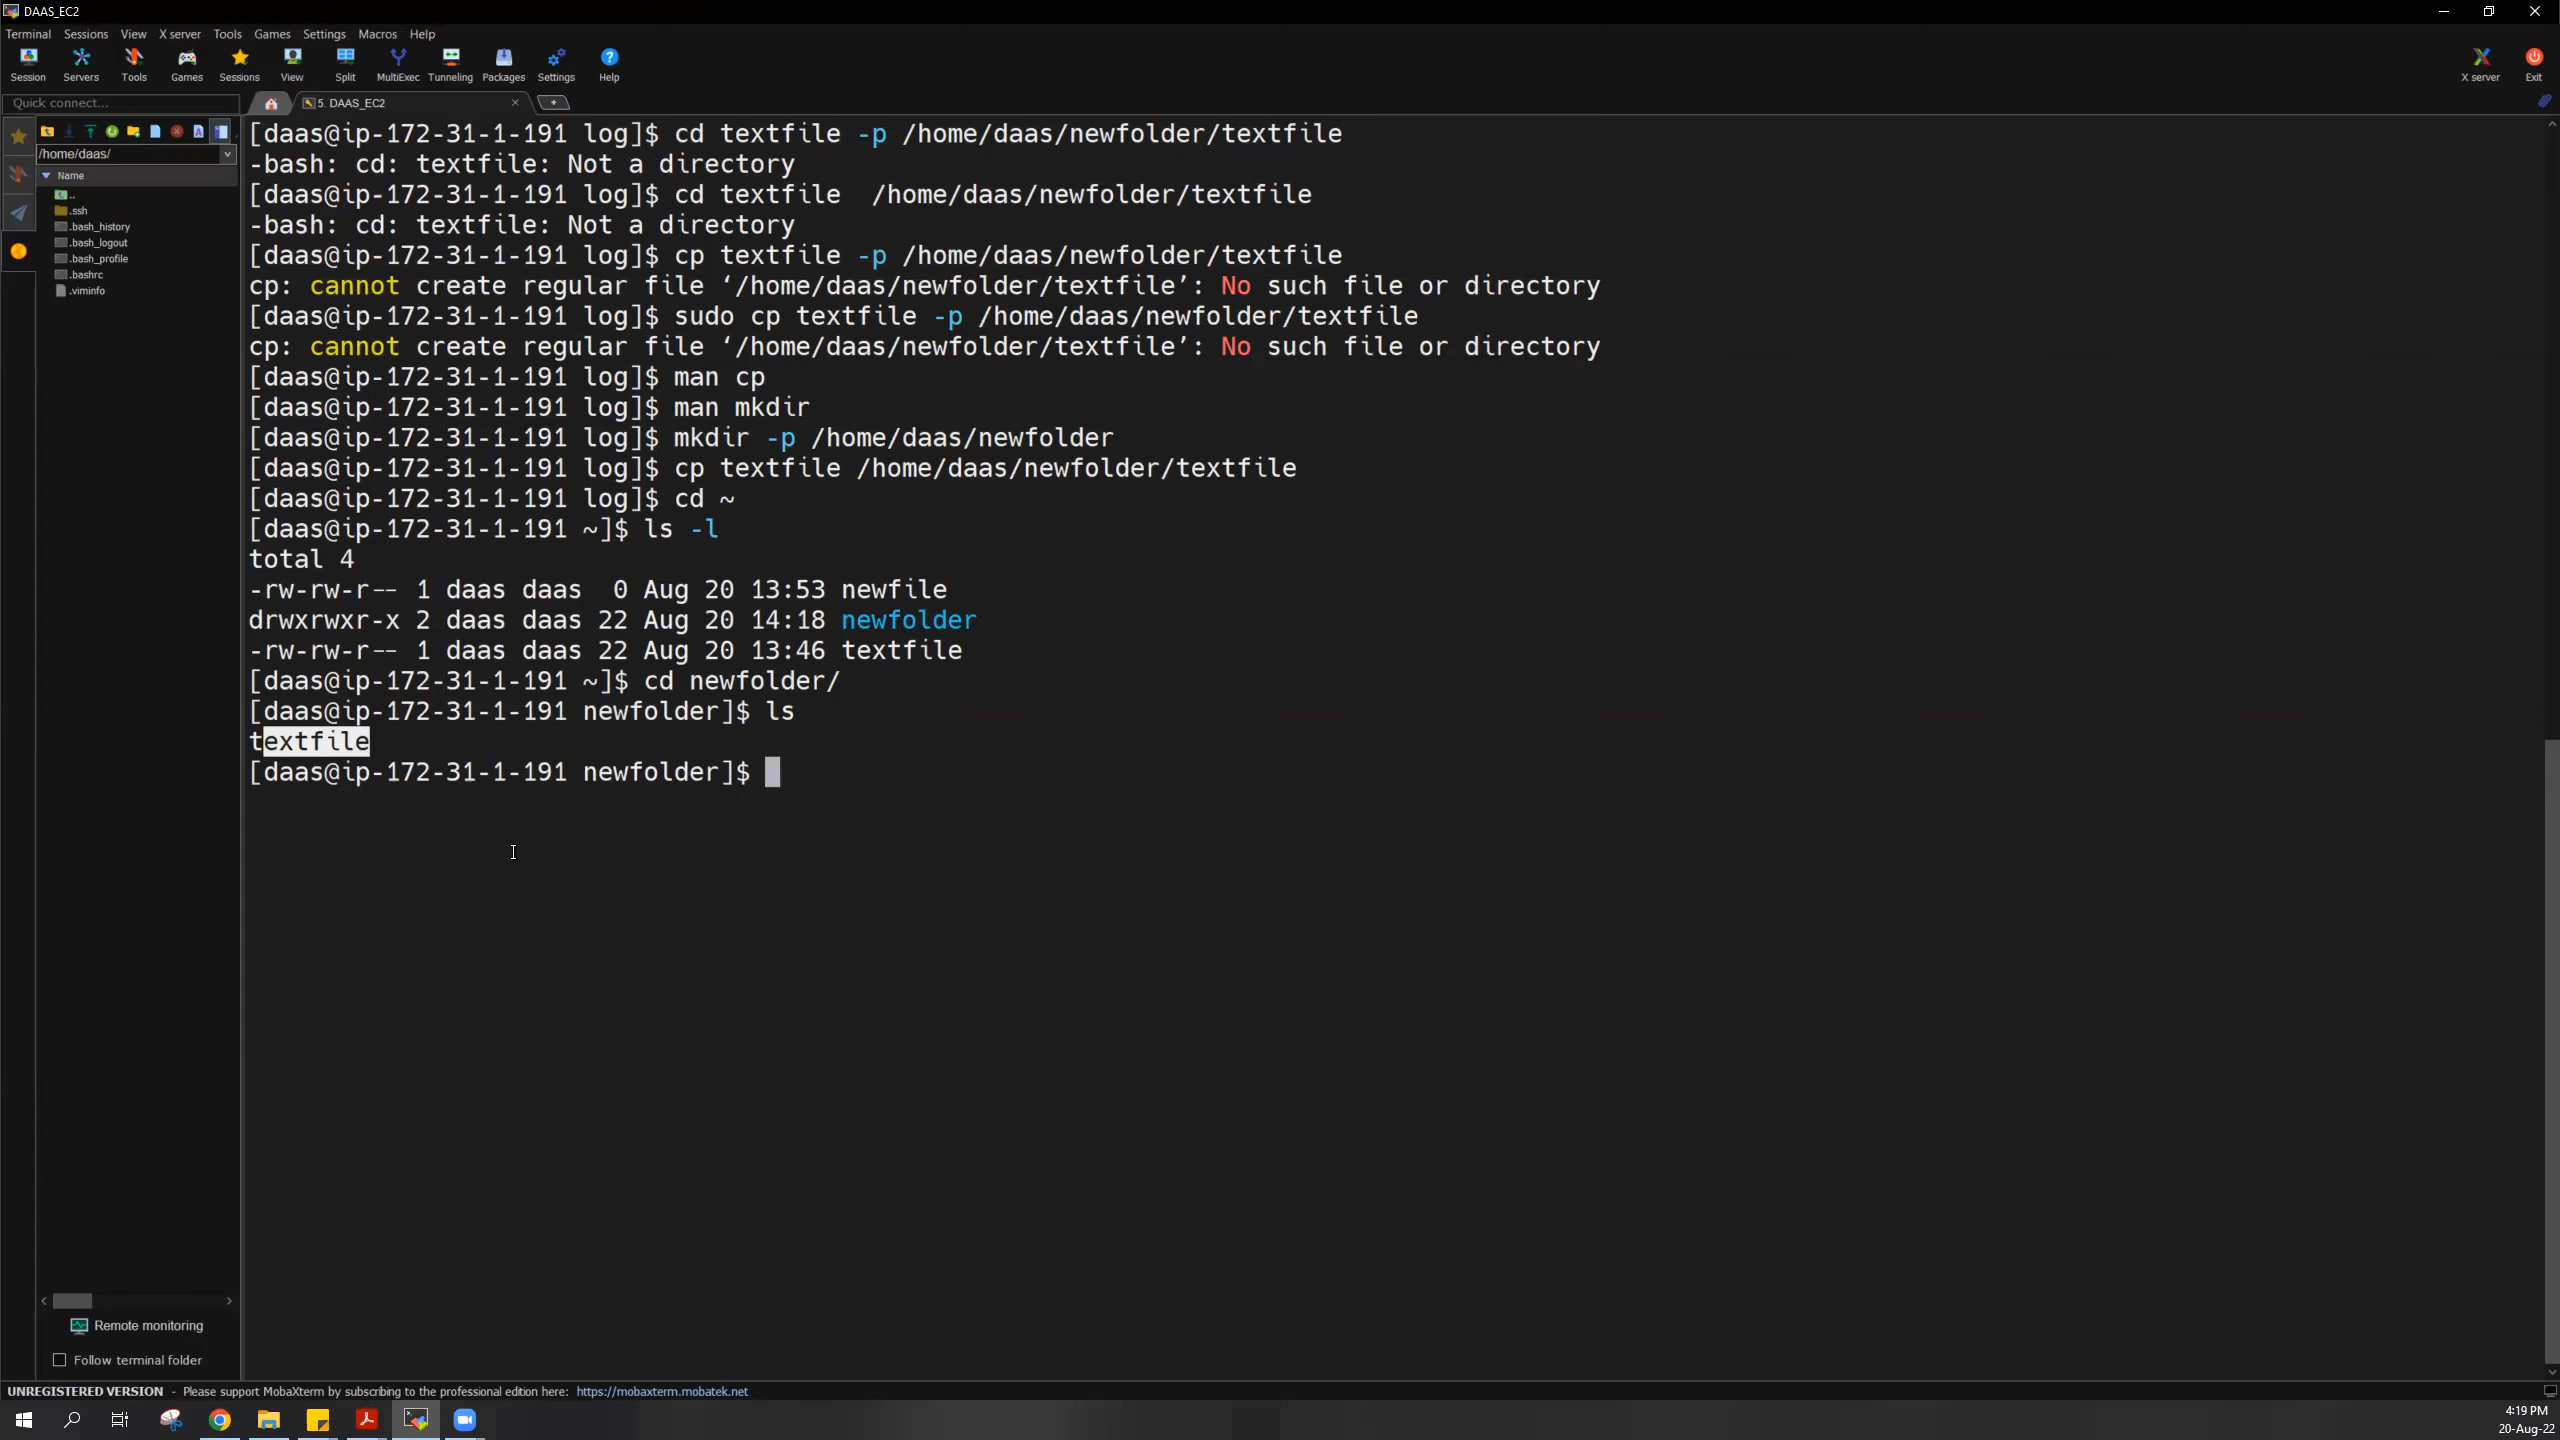 DAAS_EC2
Terminal Sessions View X server Tools Games Settings Macros Help
Session Servers Tools Games Sessions View Split MultiExec Tunneling Packages Settings Help X server Exit
Quick connect...
5. DAAS_EC2
/home/daas/
Name
..
.ssh
.bash_history
.bash_logout
.bash_profile
.bashrc
.viminfo
[daas@ip-172-31-1-191 log]$ cd textfile -p /home/daas/newfolder/textfile
-bash: cd: textfile: Not a directory
[daas@ip-172-31-1-191 log]$ cd textfile  /home/daas/newfolder/textfile
-bash: cd: textfile: Not a directory
[daas@ip-172-31-1-191 log]$ cp textfile -p /home/daas/newfolder/textfile
cp: cannot create regular file ‘/home/daas/newfolder/textfile’: No such file or directory
[daas@ip-172-31-1-191 log]$ sudo cp textfile -p /home/daas/newfolder/textfile
cp: cannot create regular file ‘/home/daas/newfolder/textfile’: No such file or directory
[daas@ip-172-31-1-191 log]$ man cp
[daas@ip-172-31-1-191 log]$ man mkdir
[daas@ip-172-31-1-191 log]$ mkdir -p /home/daas/newfolder
[daas@ip-172-31-1-191 log]$ cp textfile /home/daas/newfolder/textfile
[daas@ip-172-31-1-191 log]$ cd ~
[daas@ip-172-31-1-191 ~]$ ls -l
total 4
-rw-rw-r-- 1 daas daas  0 Aug 20 13:53 newfile
drwxrwxr-x 2 daas daas 22 Aug 20 14:18 newfolder
-rw-rw-r-- 1 daas daas 22 Aug 20 13:46 textfile
[daas@ip-172-31-1-191 ~]$ cd newfolder/
[daas@ip-172-31-1-191 newfolder]$ ls
textfile
[daas@ip-172-31-1-191 newfolder]$
Remote monitoring
Follow terminal folder
UNREGISTERED VERSION - Please support MobaXterm by subscribing to the professional edition here: https://mobaxterm.mobatek.net
4:19 PM
20-Aug-22